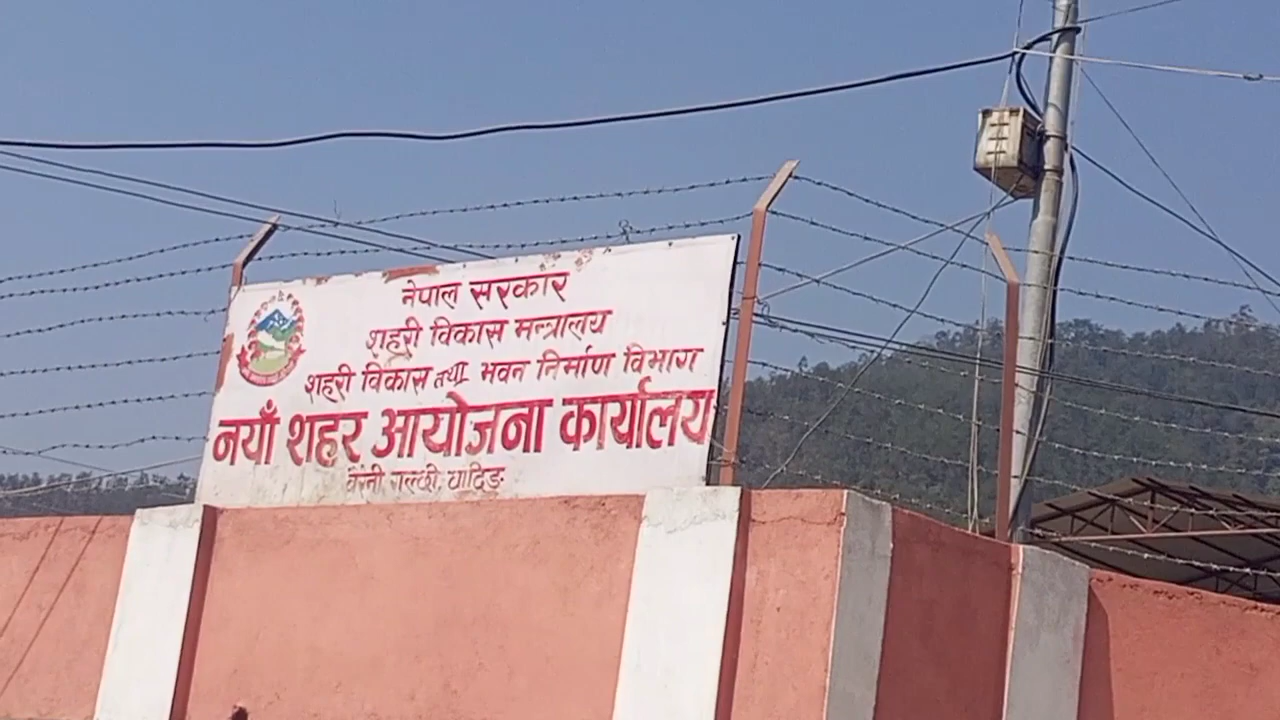 नेपाल सरकार
शहरी विकास मन्त्रालय
शहरी विकास तथा भवन निर्माण विभाग
नयाँ शहर आयोजना कार्यालय
गल्छी, धादिङ